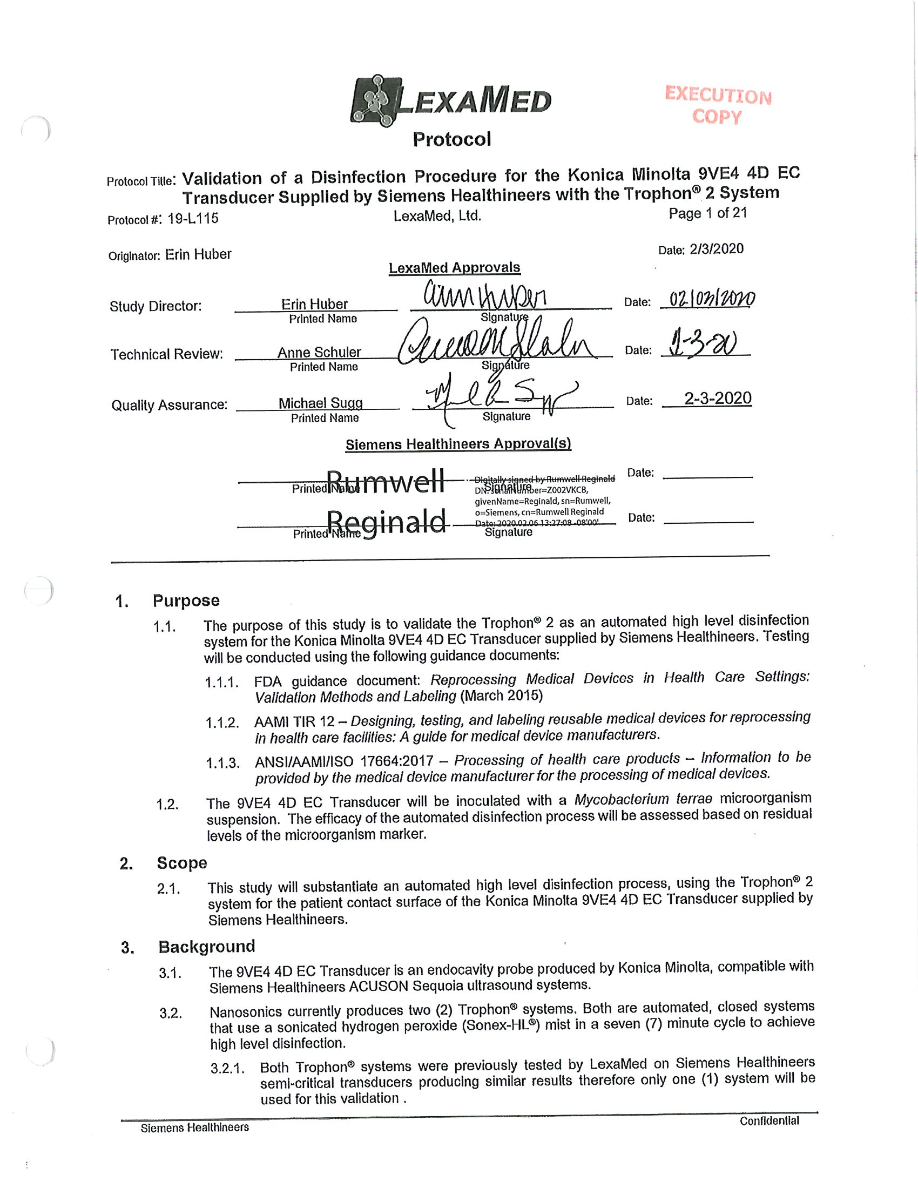 LEXAMED
EXECUTION
COPY
Protocol
Protocol Title: Validation of a Disinfection Procedure for the Konica Minolta 9VE4 4D EC
Transducer Supplied by Siemens Healthineers with the Trophon® 2 System
Protocol #: 19-L115 LexaMed, Ltd. Page 1 of 21
Originator: Erin Huber Date: 2/3/2020
LexaMed Approvals
Study Director: Erin Huber Date: 02/03/2020
Printed Name Signature
Technical Review: Anne Schuler Date: 2-3-20
Printed Name Signature
Quality Assurance: Michael Sugg Date: 2-3-2020
Printed Name Signature
Siemens Healthineers Approval(s)
Rumwell
Reginald
Digitally signed by Rumwell Reginald
DN: serialNumber=Z002VKCB,
givenName=Reginald, sn=Rumwell,
o=Siemens, cn=Rumwell Reginald
Date: 2020.02.06 13:27:08 -08'00'
Printed Name Signature Date:
Printed Name Signature Date:
1. Purpose
1.1. The purpose of this study is to validate the Trophon® 2 as an automated high level disinfection
system for the Konica Minolta 9VE4 4D EC Transducer supplied by Siemens Healthineers. Testing
will be conducted using the following guidance documents:
1.1.1. FDA guidance document: Reprocessing Medical Devices in Health Care Settings:
Validation Methods and Labeling (March 2015)
1.1.2. AAMI TIR 12 – Designing, testing, and labeling reusable medical devices for reprocessing
in health care facilities: A guide for medical device manufacturers.
1.1.3. ANSI/AAMI/ISO 17664:2017 – Processing of health care products – Information to be
provided by the medical device manufacturer for the processing of medical devices.
1.2. The 9VE4 4D EC Transducer will be inoculated with a Mycobacterium terrae microorganism
suspension. The efficacy of the automated disinfection process will be assessed based on residual
levels of the microorganism marker.
2. Scope
2.1. This study will substantiate an automated high level disinfection process, using the Trophon® 2
system for the patient contact surface of the Konica Minolta 9VE4 4D EC Transducer supplied by
Siemens Healthineers.
3. Background
3.1. The 9VE4 4D EC Transducer is an endocavity probe produced by Konica Minolta, compatible with
Siemens Healthineers ACUSON Sequoia ultrasound systems.
3.2. Nanosonics currently produces two (2) Trophon® systems. Both are automated, closed systems
that use a sonicated hydrogen peroxide (Sonex-HL®) mist in a seven (7) minute cycle to achieve
high level disinfection.
3.2.1. Both Trophon® systems were previously tested by LexaMed on Siemens Healthineers
semi-critical transducers producing similar results therefore only one (1) system will be
used for this validation .
Siemens Healthineers Confidential